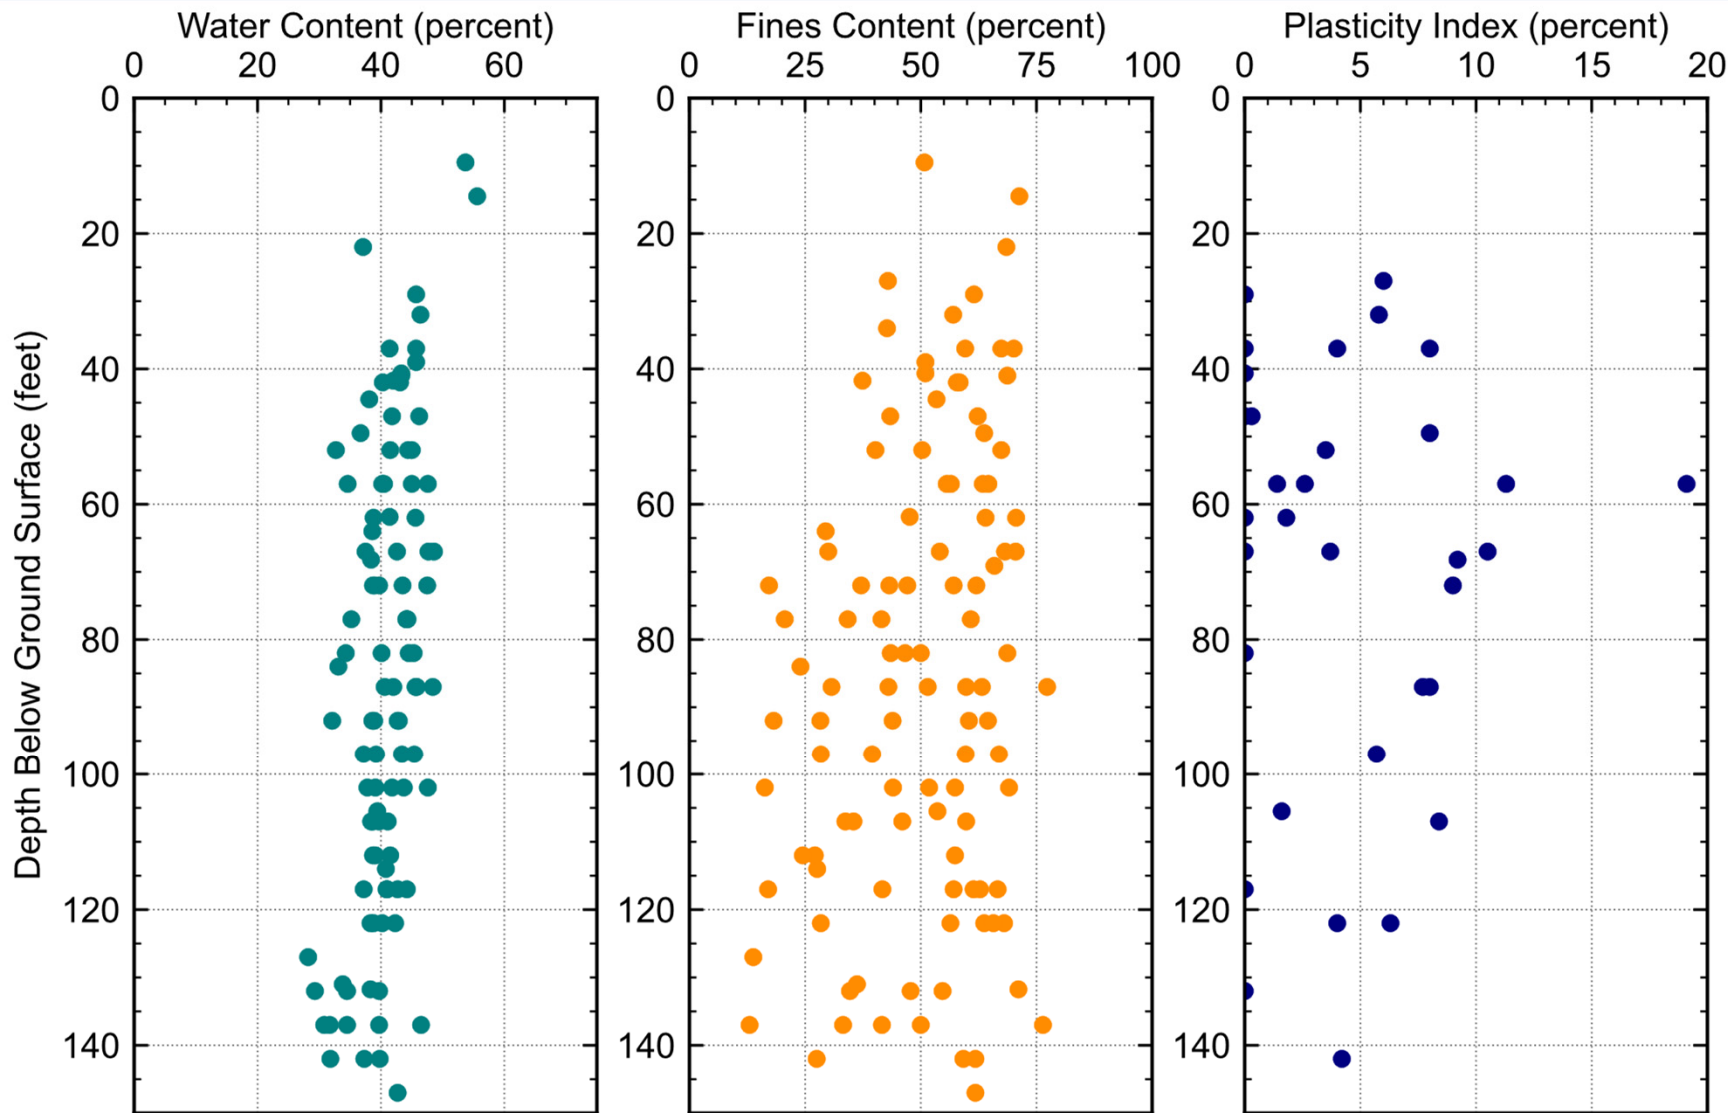 Water Content (percent) Fines Content (percent) Plasticity Index (percent)
0 20 40 60 0 25 50 75 100 0 5 10 15 20
0 0 0
20 20 20
40 40 40
60 60 60
80 80 80
100 100 100
120 120 120
140 140 140
Depth Below Ground Surface (feet)